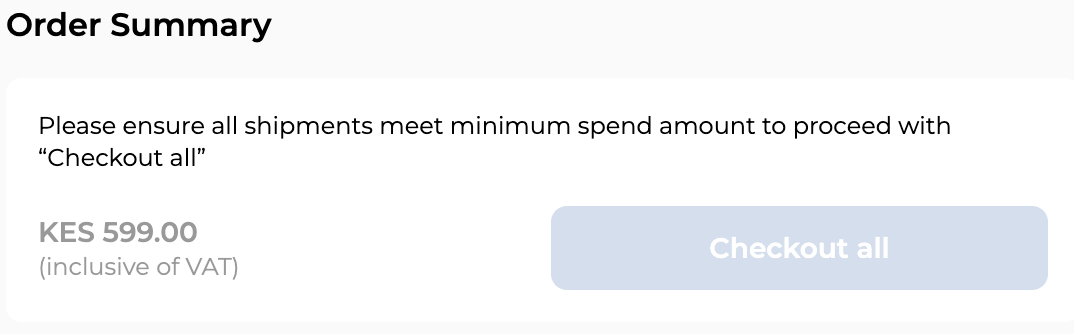 Order Summary
Please ensure all shipments meet minimum spend amount to proceed with
“Checkout all”
KES 599.00
(inclusive of VAT)
Checkout all